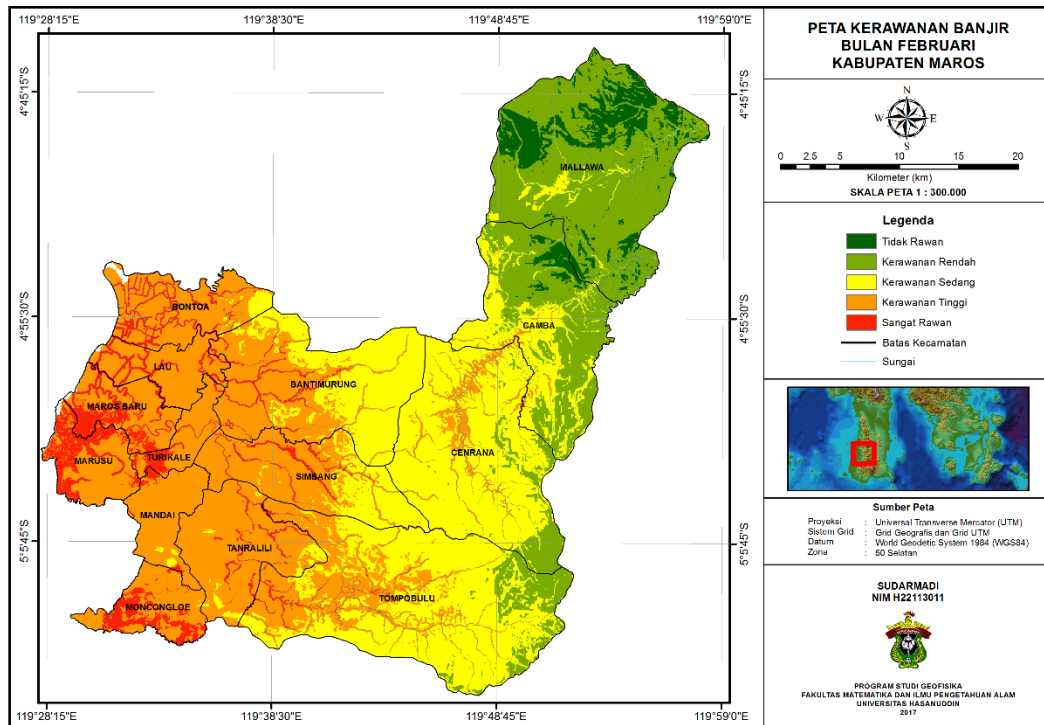 119°28'15"E 119°38'30"E 119°48'45"E 119°59'0"E
4°45'15"S
4°55'30"S
5°5'45"S
4°45'15"S
4°55'30"S
5°5'45"S
MALLAWA
BONTOA
CAMBA
LAU
BANTIMURUNG
MAROS BARU
CENRANA
MARUSU
TURIKALE
SIMBANG
MANDAI
TANRALILI
TOMPOBULU
MONCONGLOE
119°28'15"E 119°38'30"E 119°48'45"E 119°59'0"E
PETA KERAWANAN BANJIR
BULAN FEBRUARI
KABUPATEN MAROS
N
W E
S
0 2.5 5 10 15 20
Kilometer (km)
SKALA PETA 1 : 300.000
Legenda
Tidak Rawan
Kerawanan Rendah
Kerawanan Sedang
Kerawanan Tinggi
Sangat Rawan
Batas Kecamatan
Sungai
Sumber Peta
Proyeksi : Universal Transverse Mercator (UTM)
Sistem Grid : Grid Geografis dan Grid UTM
Datum : World Geodetic System 1984 (WGS84)
Zona : 50 Selatan
SUDARMADI
NIM H22113011
PROGRAM STUDI GEOFISIKA
FAKULTAS MATEMATIKA DAN ILMU PENGETAHUAN ALAM
UNIVERSITAS HASANUDDIN
2017